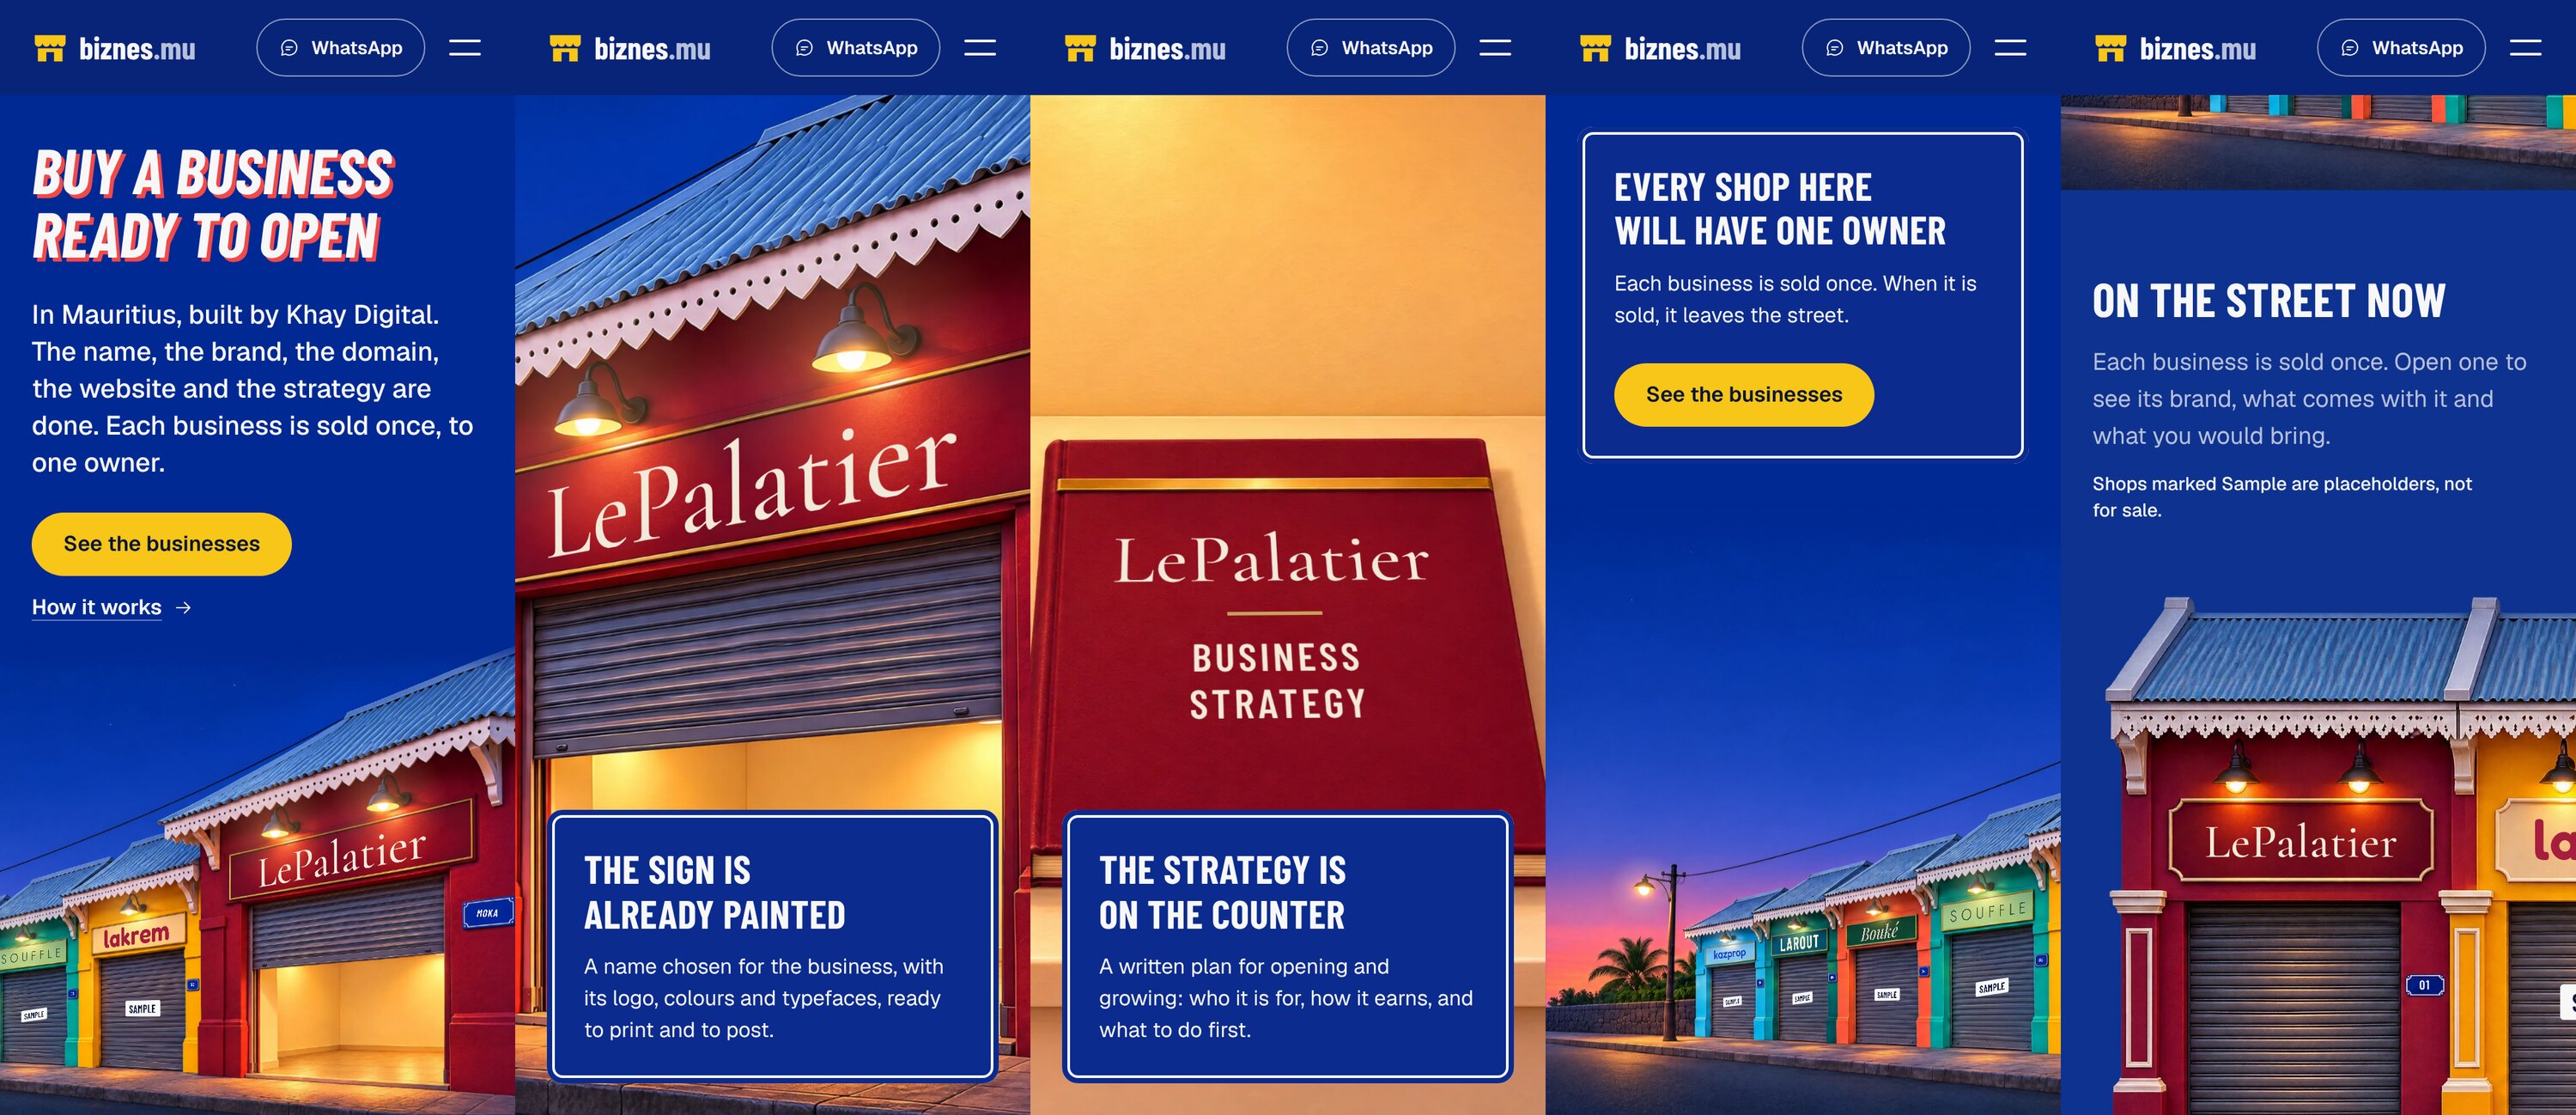 biznes.mu
WhatsApp
BUY A BUSINESS
READY TO OPEN
In Mauritius, built by Khay Digital.
The name, the brand, the domain,
the website and the strategy are
done. Each business is sold once, to
one owner.
See the businesses
How it works →
LePalatier
MOKA
lakrem
SOUFFLE
SAMPLE
SAMPLE
biznes.mu
WhatsApp
LePalatier
THE SIGN IS
ALREADY PAINTED
A name chosen for the business, with
its logo, colours and typefaces, ready
to print and to post.
biznes.mu
WhatsApp
LePalatier
BUSINESS
STRATEGY
THE STRATEGY IS
ON THE COUNTER
A written plan for opening and
growing: who it is for, how it earns, and
what to do first.
biznes.mu
WhatsApp
EVERY SHOP HERE
WILL HAVE ONE OWNER
Each business is sold once. When it is
sold, it leaves the street.
See the businesses
kazprop
LAROUT
Bouké
SOUFFLE
SAMPLE
SAMPLE
SAMPLE
SAMPLE
biznes.mu
WhatsApp
ON THE STREET NOW
Each business is sold once. Open one to
see its brand, what comes with it and
what you would bring.
Shops marked Sample are placeholders, not
for sale.
LePalatier
la
01
S